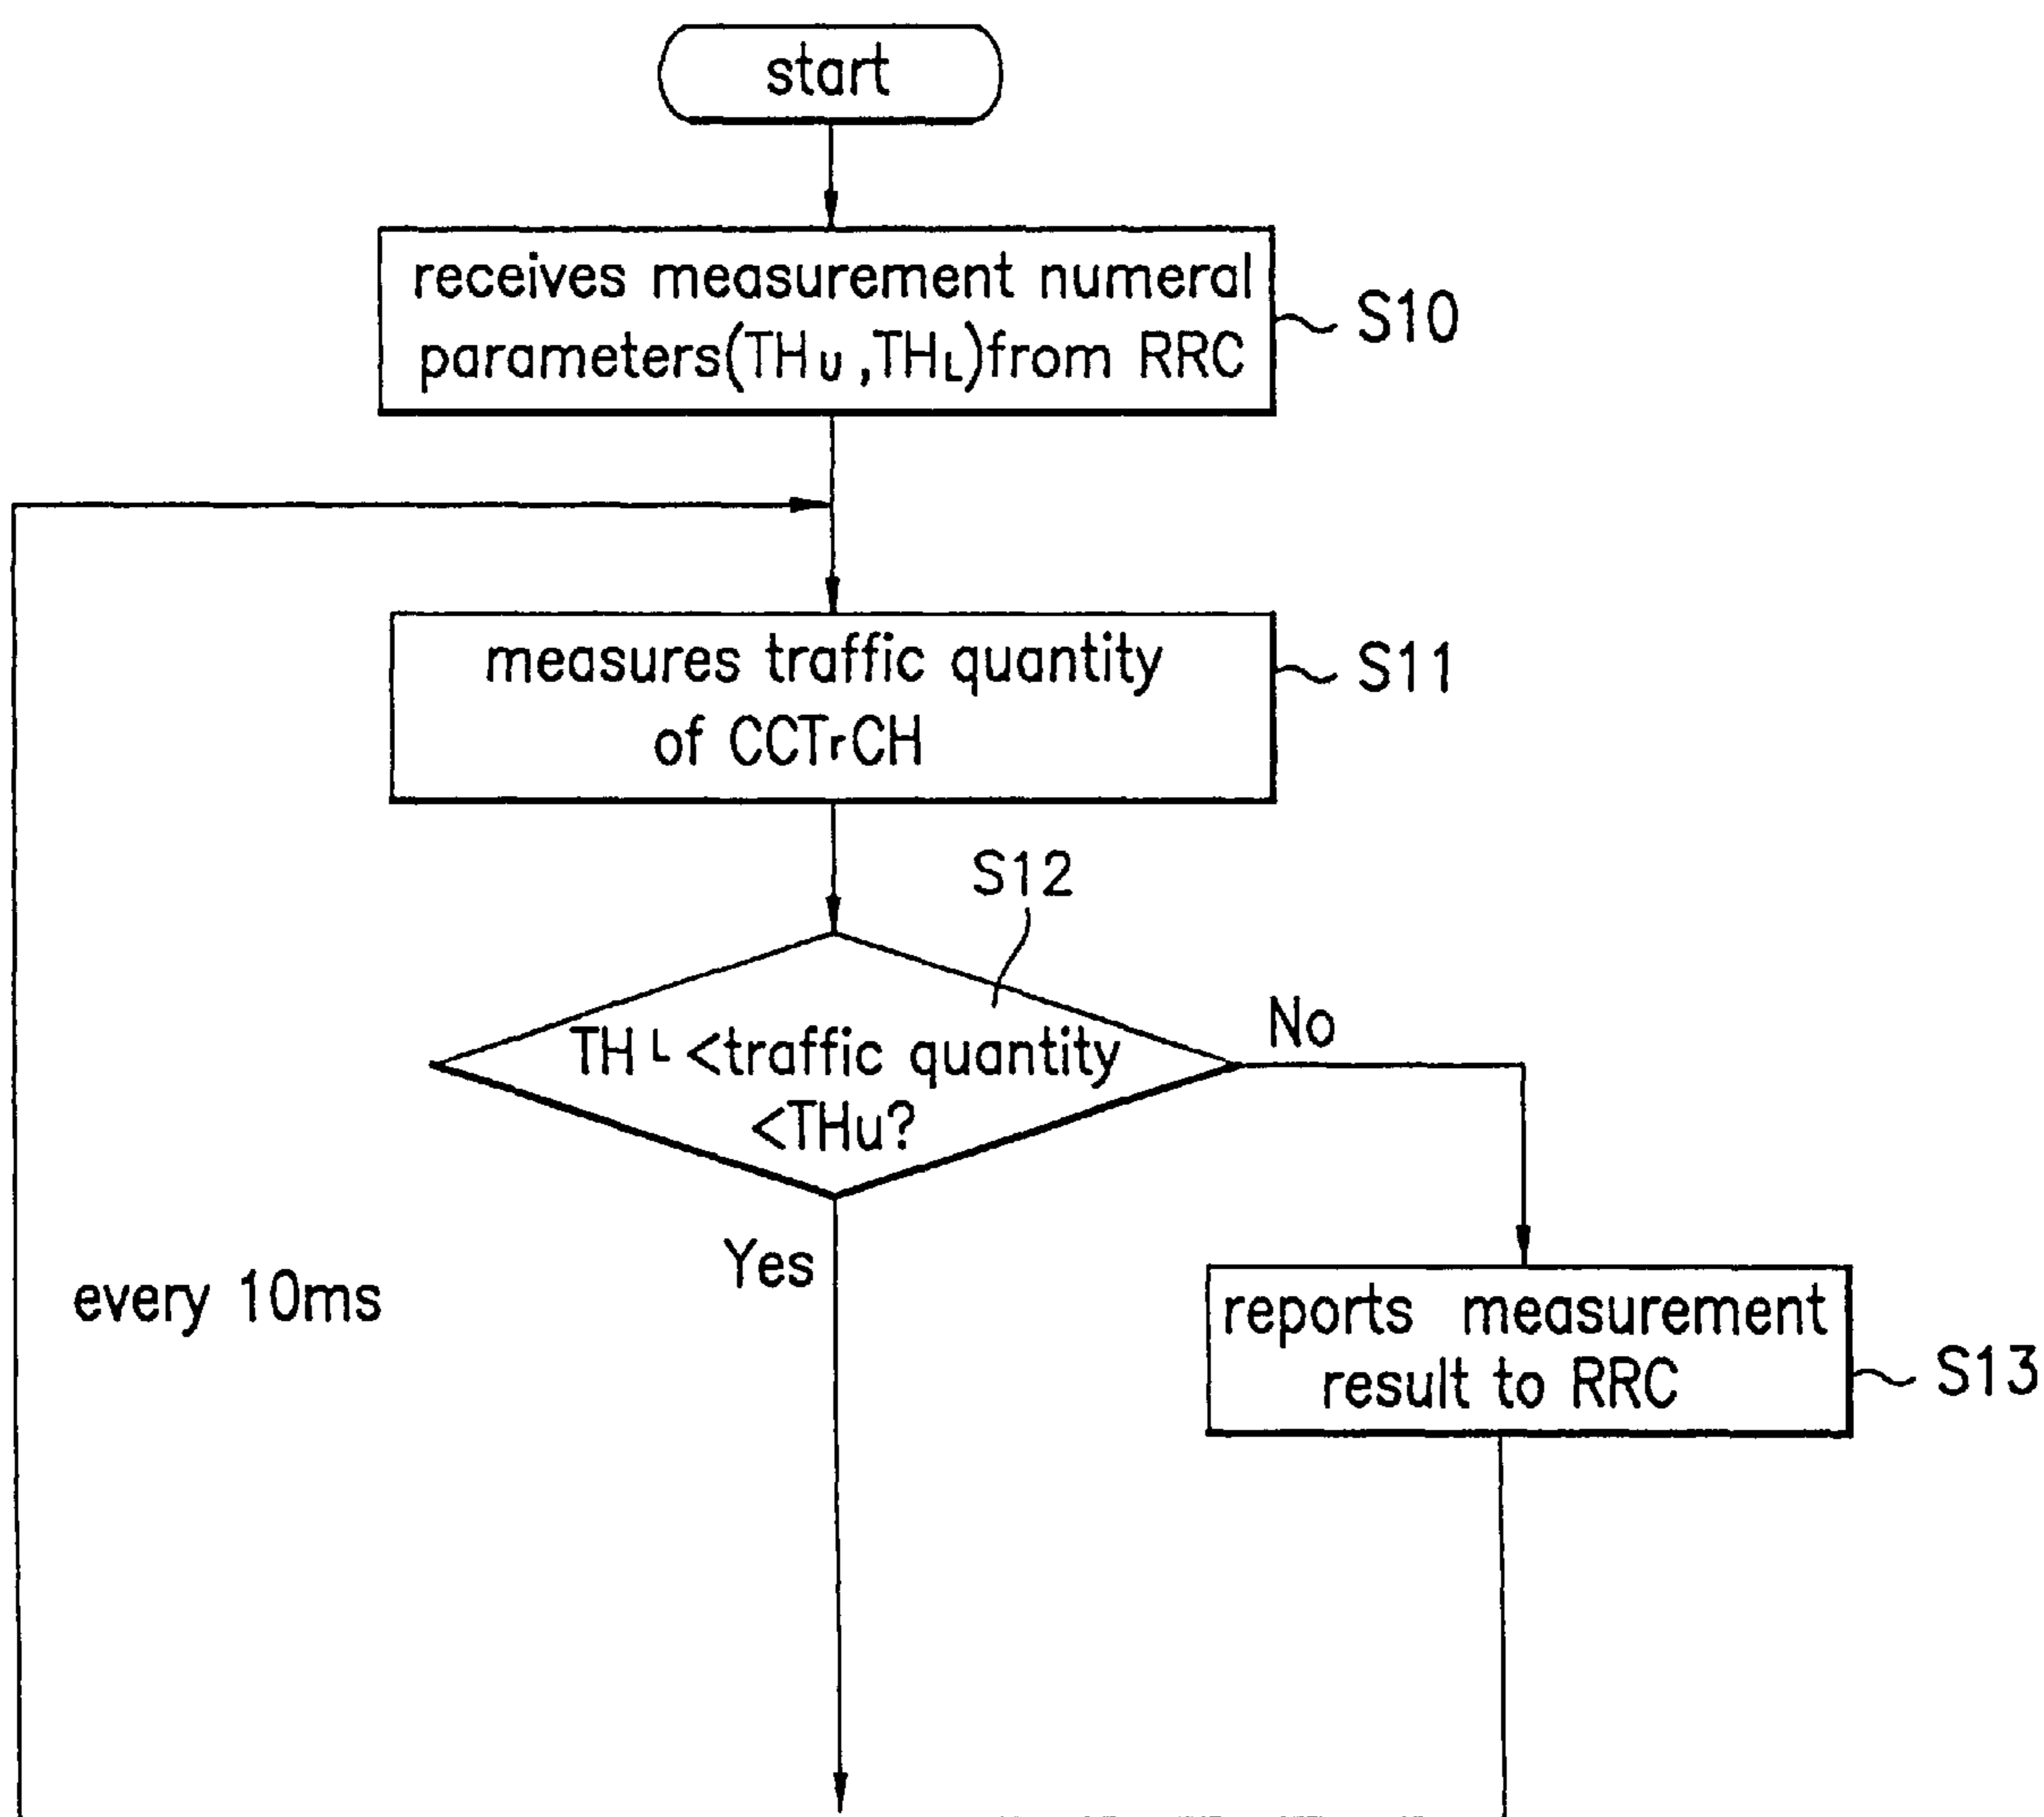 start
receives measurement numeral
parameters(THU,THL)from RRC
S10
measures traffic quantity
of CCTrCH
S11
S12
THL<traffic quantity
<THu?
No
Yes
every 10ms
reports measurement
result to RRC
S13